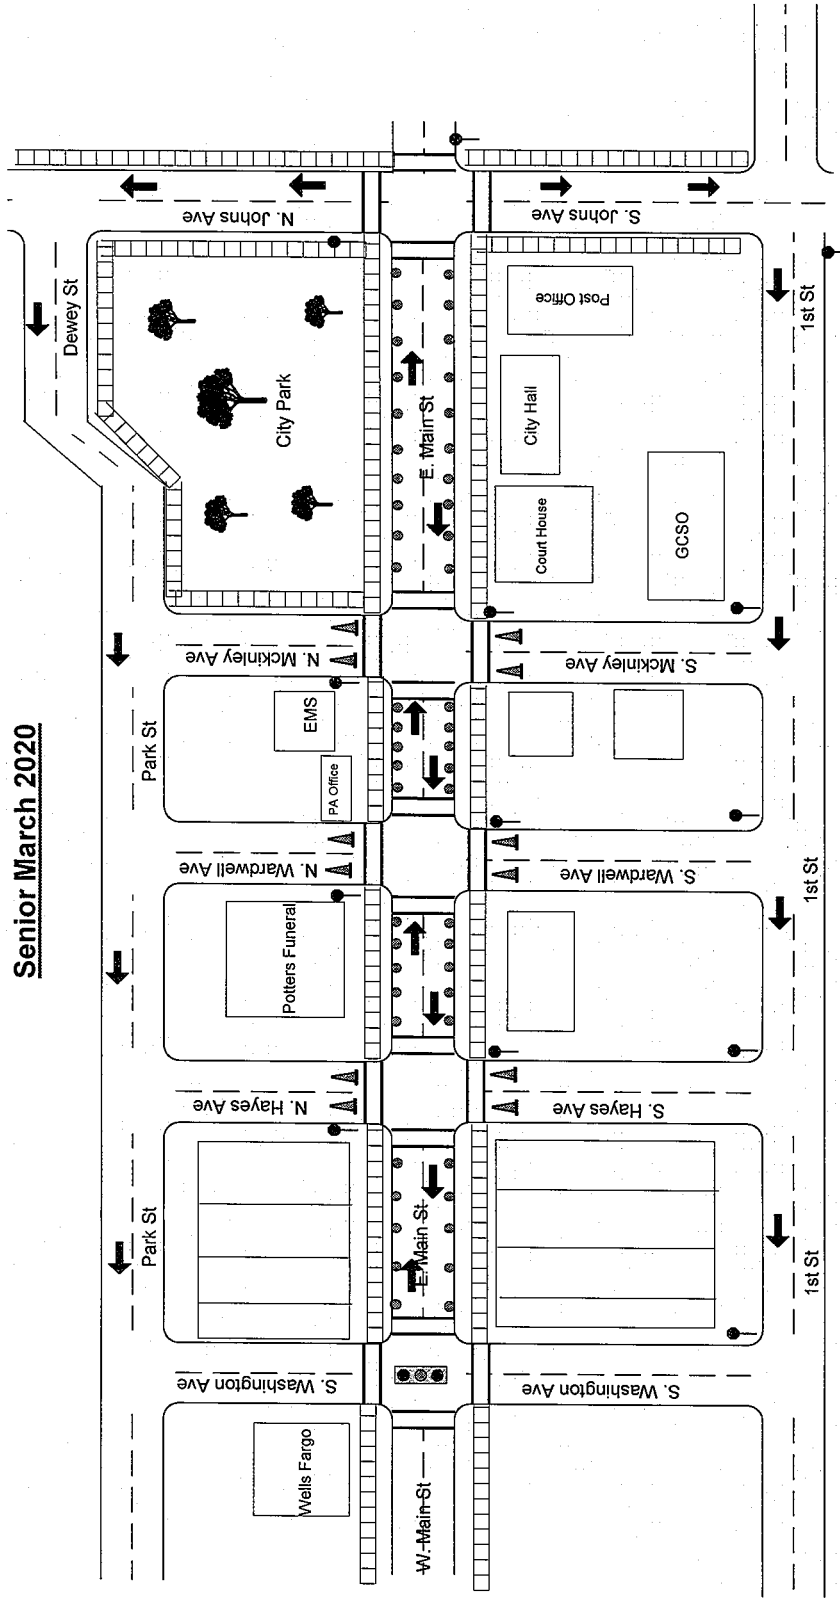 Senior March 2020
Dewey St
Park St
Park St
N. Johns Ave
City Park
N. Mckinley Ave
EMS
PA Office
N. Wardwell Ave
Potters Funeral
N. Hayes Ave
S. Washington Ave
Wells Fargo
E. Main St
E. Main St
W. Main St
S. Johns Ave
Post Office
City Hall
Court House
GCSO
S. Mckinley Ave
S. Wardwell Ave
S. Hayes Ave
S. Washington Ave
1st St
1st St
1st St